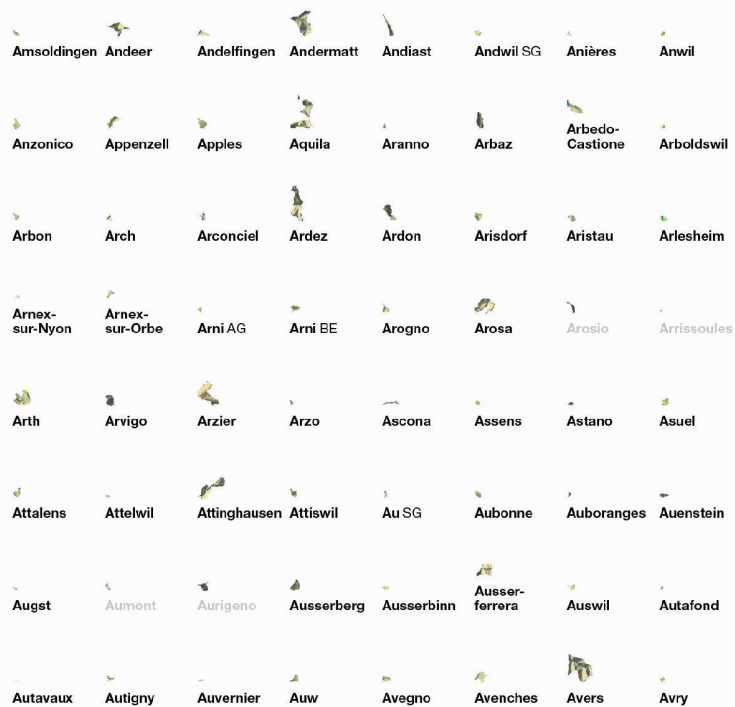 Amsoldingen Andeer Andelfingen Andermatt Andiast Andwil SG Anières Anwil
Anzonico Appenzell Apples Aquila Aranno Arbaz Arbedo-
Castione Arboldswil
Arbon Arch Arconciel Ardez Ardon Arisdorf Aristau Arlesheim
Arnex-
sur-Nyon Arnex-
sur-Orbe Arni AG Arni BE Arogno Arosa Arosio Arrissoules
Arth Arvigo Arzier Arzo Ascona Assens Astano Asuel
Attalens Attelwil Attinghausen Attiswil Au SG Aubonne Auboranges Auenstein
Augst Aumont Aurigeno Ausserberg Ausserbinn Ausser-
ferrera Auswil Autafond
Autavaux Autigny Auvernier Auw Avegno Avenches Avers Avry